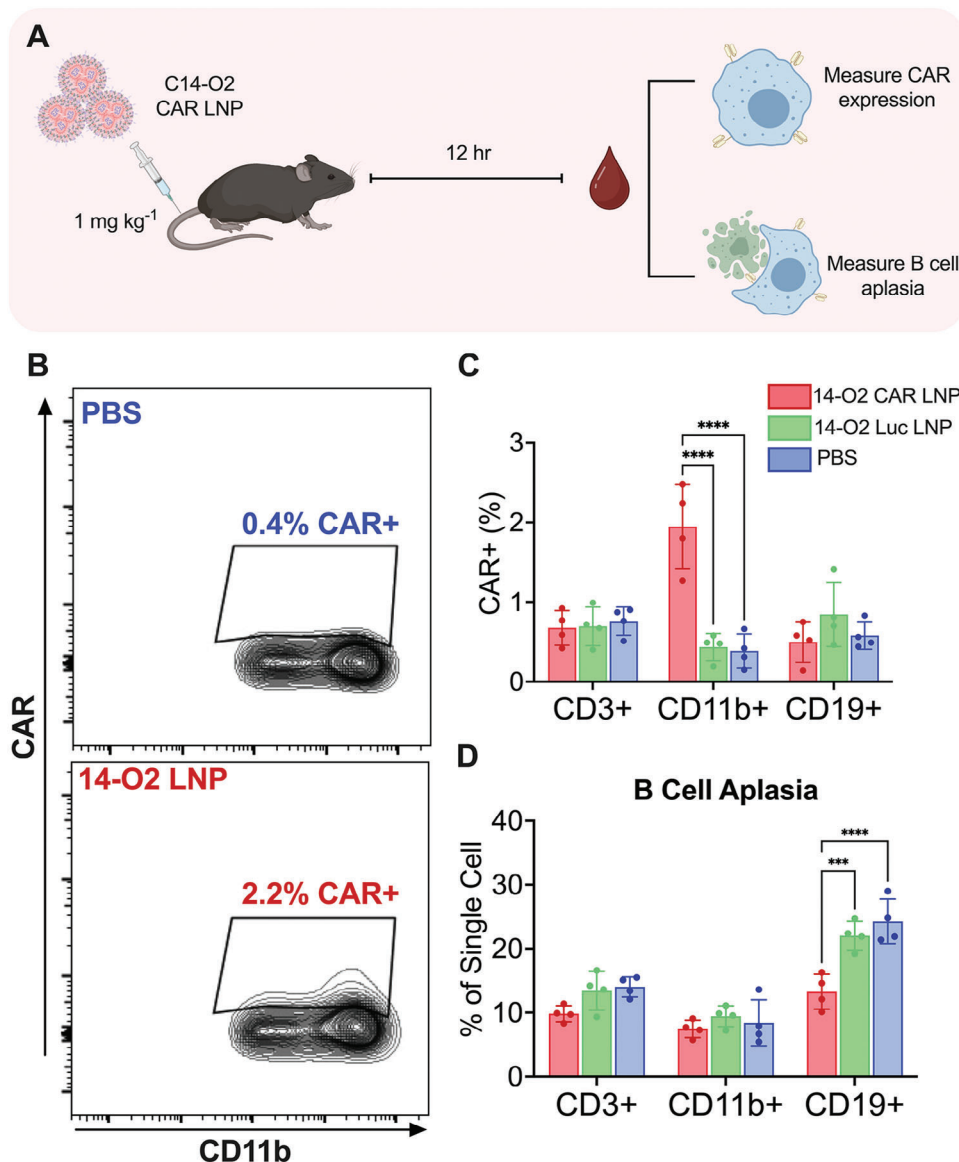 A
C14-O2
CAR LNP
1 mg kg⁻¹
12 hr
Measure CAR
expression
Measure B cell
aplasia
B
CAR
PBS
0.4% CAR+
14-O2 LNP
2.2% CAR+
CD11b
C
14-O2 CAR LNP
14-O2 Luc LNP
PBS
CAR+ (%)
3
2
1
0
****
****
CD3+ CD11b+ CD19+
D
B Cell Aplasia
% of Single Cell
40
30
20
10
0
****
***
CD3+ CD11b+ CD19+